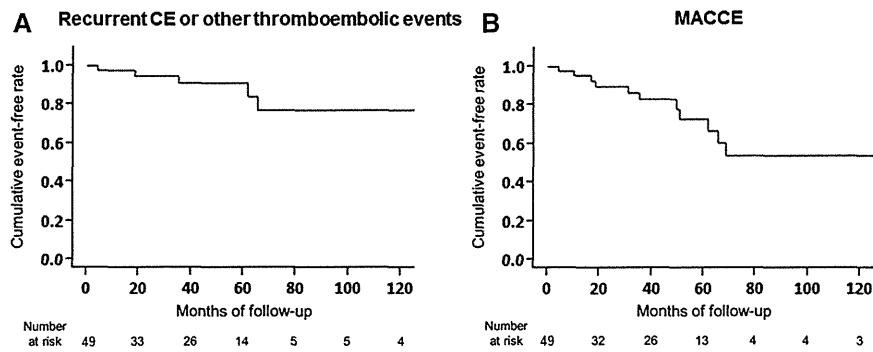 A Recurrent CE or other thromboembolic events
Cumulative event-free rate
1.0
0.8
0.6
0.4
0.2
0.0
0 20 40 60 80 100 120
Months of follow-up
Number
at risk 49 33 26 14 5 5 4
B MACCE
Cumulative event-free rate
1.0
0.8
0.6
0.4
0.2
0.0
0 20 40 60 80 100 120
Months of follow-up
Number
at risk 49 32 26 13 4 4 3